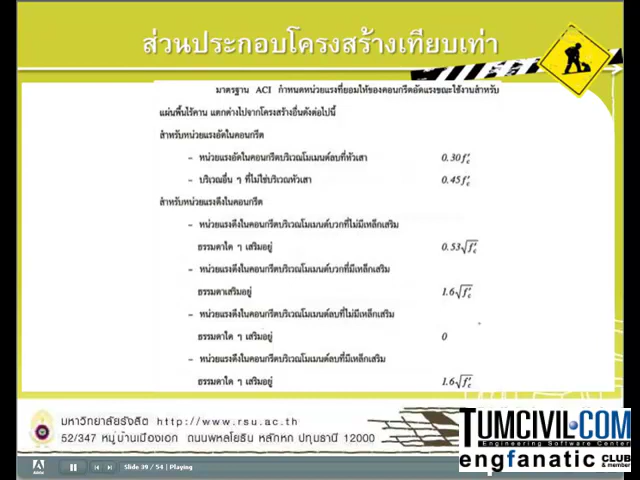 ส่วนประกอบโครงสร้างเทียบเท่า
มาตรฐาน ACI กำหนดหน่วยแรงที่ยอมให้ของคอนกรีตอัดแรงขณะใช้งานสำหรับ
แผ่นพื้นไร้คาน แตกต่างไปจากโครงสร้างอื่นดังต่อไปนี้
สำหรับหน่วยแรงอัดในคอนกรีต
- หน่วยแรงอัดในคอนกรีตบริเวณโมเมนต์ลบที่หัวเสา 0.30f'c
- บริเวณอื่น ๆ ที่ไม่ใช่บริเวณหัวเสา 0.45f'c
สำหรับหน่วยแรงดึงในคอนกรีต
- หน่วยแรงดึงในคอนกรีตบริเวณโมเมนต์บวกที่ไม่มีเหล็กเสริม
ธรรมดาใด ๆ เสริมอยู่ 0.53√f'c
- หน่วยแรงดึงในคอนกรีตบริเวณโมเมนต์บวกที่มีเหล็กเสริม
ธรรมดาเสริมอยู่ 1.6√f'c
- หน่วยแรงดึงในคอนกรีตบริเวณโมเมนต์ลบที่ไม่มีเหล็กเสริม
ธรรมดาใด ๆ เสริมอยู่ 0
- หน่วยแรงดึงในคอนกรีตบริเวณโมเมนต์ลบที่มีเหล็กเสริม
ธรรมดาใด ๆ เสริมอยู่ 1.6√f'c
มหาวิทยาลัยรังสิต http://www.rsu.ac.th
52/347 หมู่บ้านเมืองเอก ถนนพหลโยธิน หลักหก ปทุมธานี 12000
TUMCIVIL.COM
Engineering Software Center
engfanatic CLUB
& member
Slide 39 / 54 | Playing